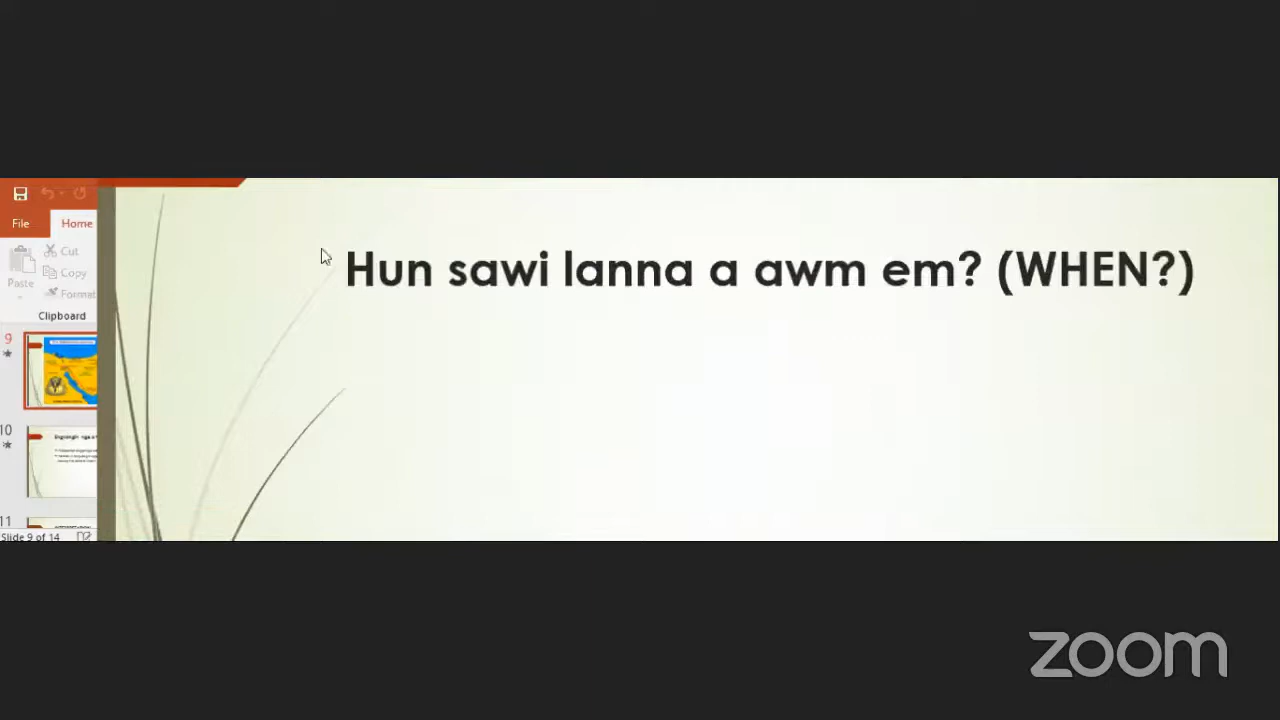 Hun sawi lanna a awm em? (WHEN?)
File
Home
Cut
Copy
Paste
Format
Clipboard
9
10
11
Slide 9 of 14
zoom